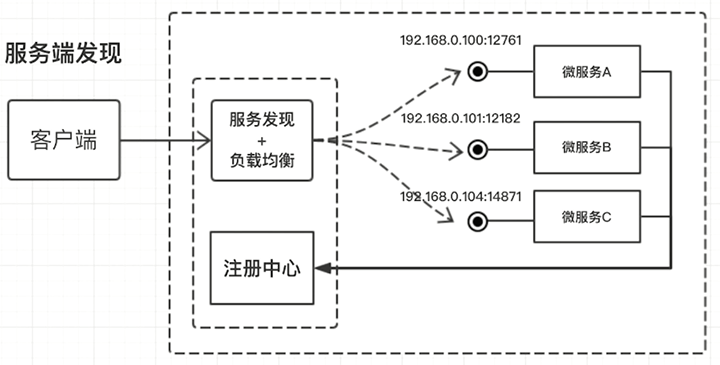 服务端发现
客户端
服务发现
+
负载均衡
注册中心
192.168.0.100:12761
微服务A
192.168.0.101:12182
微服务B
192.168.0.104:14871
微服务C